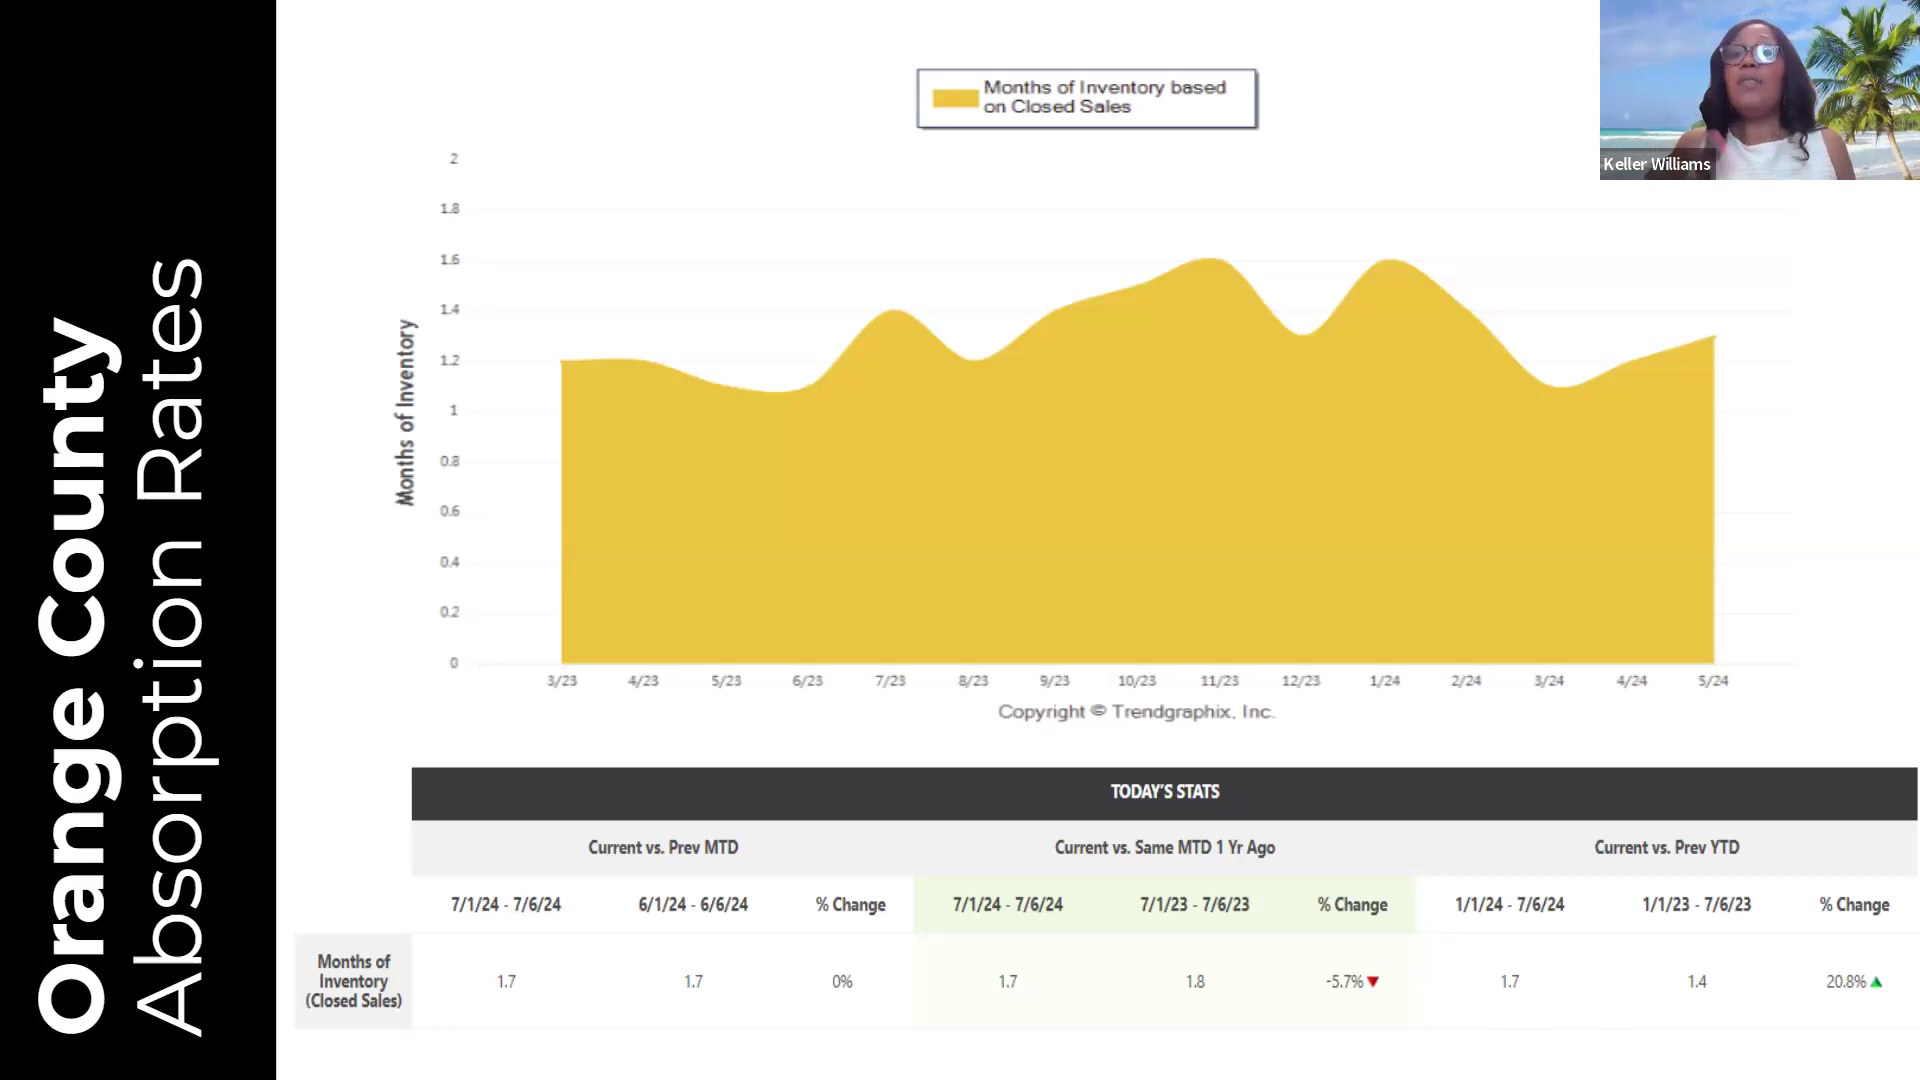 Orange County
Absorption Rates
Months of Inventory based
on Closed Sales
Keller Williams
Months of Inventory
2
1.8
1.6
1.4
1.2
1
0.8
0.6
0.4
0.2
0
3/23 4/23 5/23 6/23 7/23 8/23 9/23 10/23 11/23 12/23 1/24 2/24 3/24 4/24 5/24
Copyright © Trendgraphix, Inc.
TODAY'S STATS
Current vs. Prev MTD Current vs. Same MTD 1 Yr Ago Current vs. Prev YTD
7/1/24 - 7/6/24 6/1/24 - 6/6/24 % Change 7/1/24 - 7/6/24 7/1/23 - 7/6/23 % Change 1/1/24 - 7/6/24 1/1/23 - 7/6/23 % Change
Months of
Inventory
(Closed Sales)
1.7 1.7 0% 1.7 1.8 -5.7% 1.7 1.4 20.8%